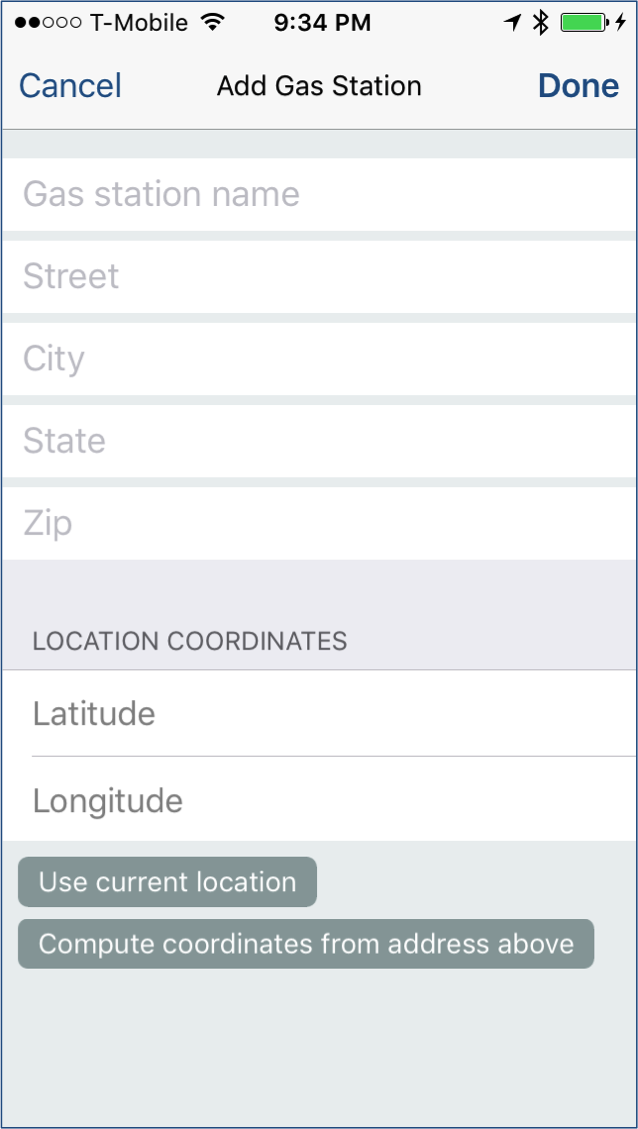 T-Mobile 9:34 PM
Cancel Add Gas Station Done
Gas station name
Street
City
State
Zip
LOCATION COORDINATES
Latitude
Longitude
Use current location
Compute coordinates from address above